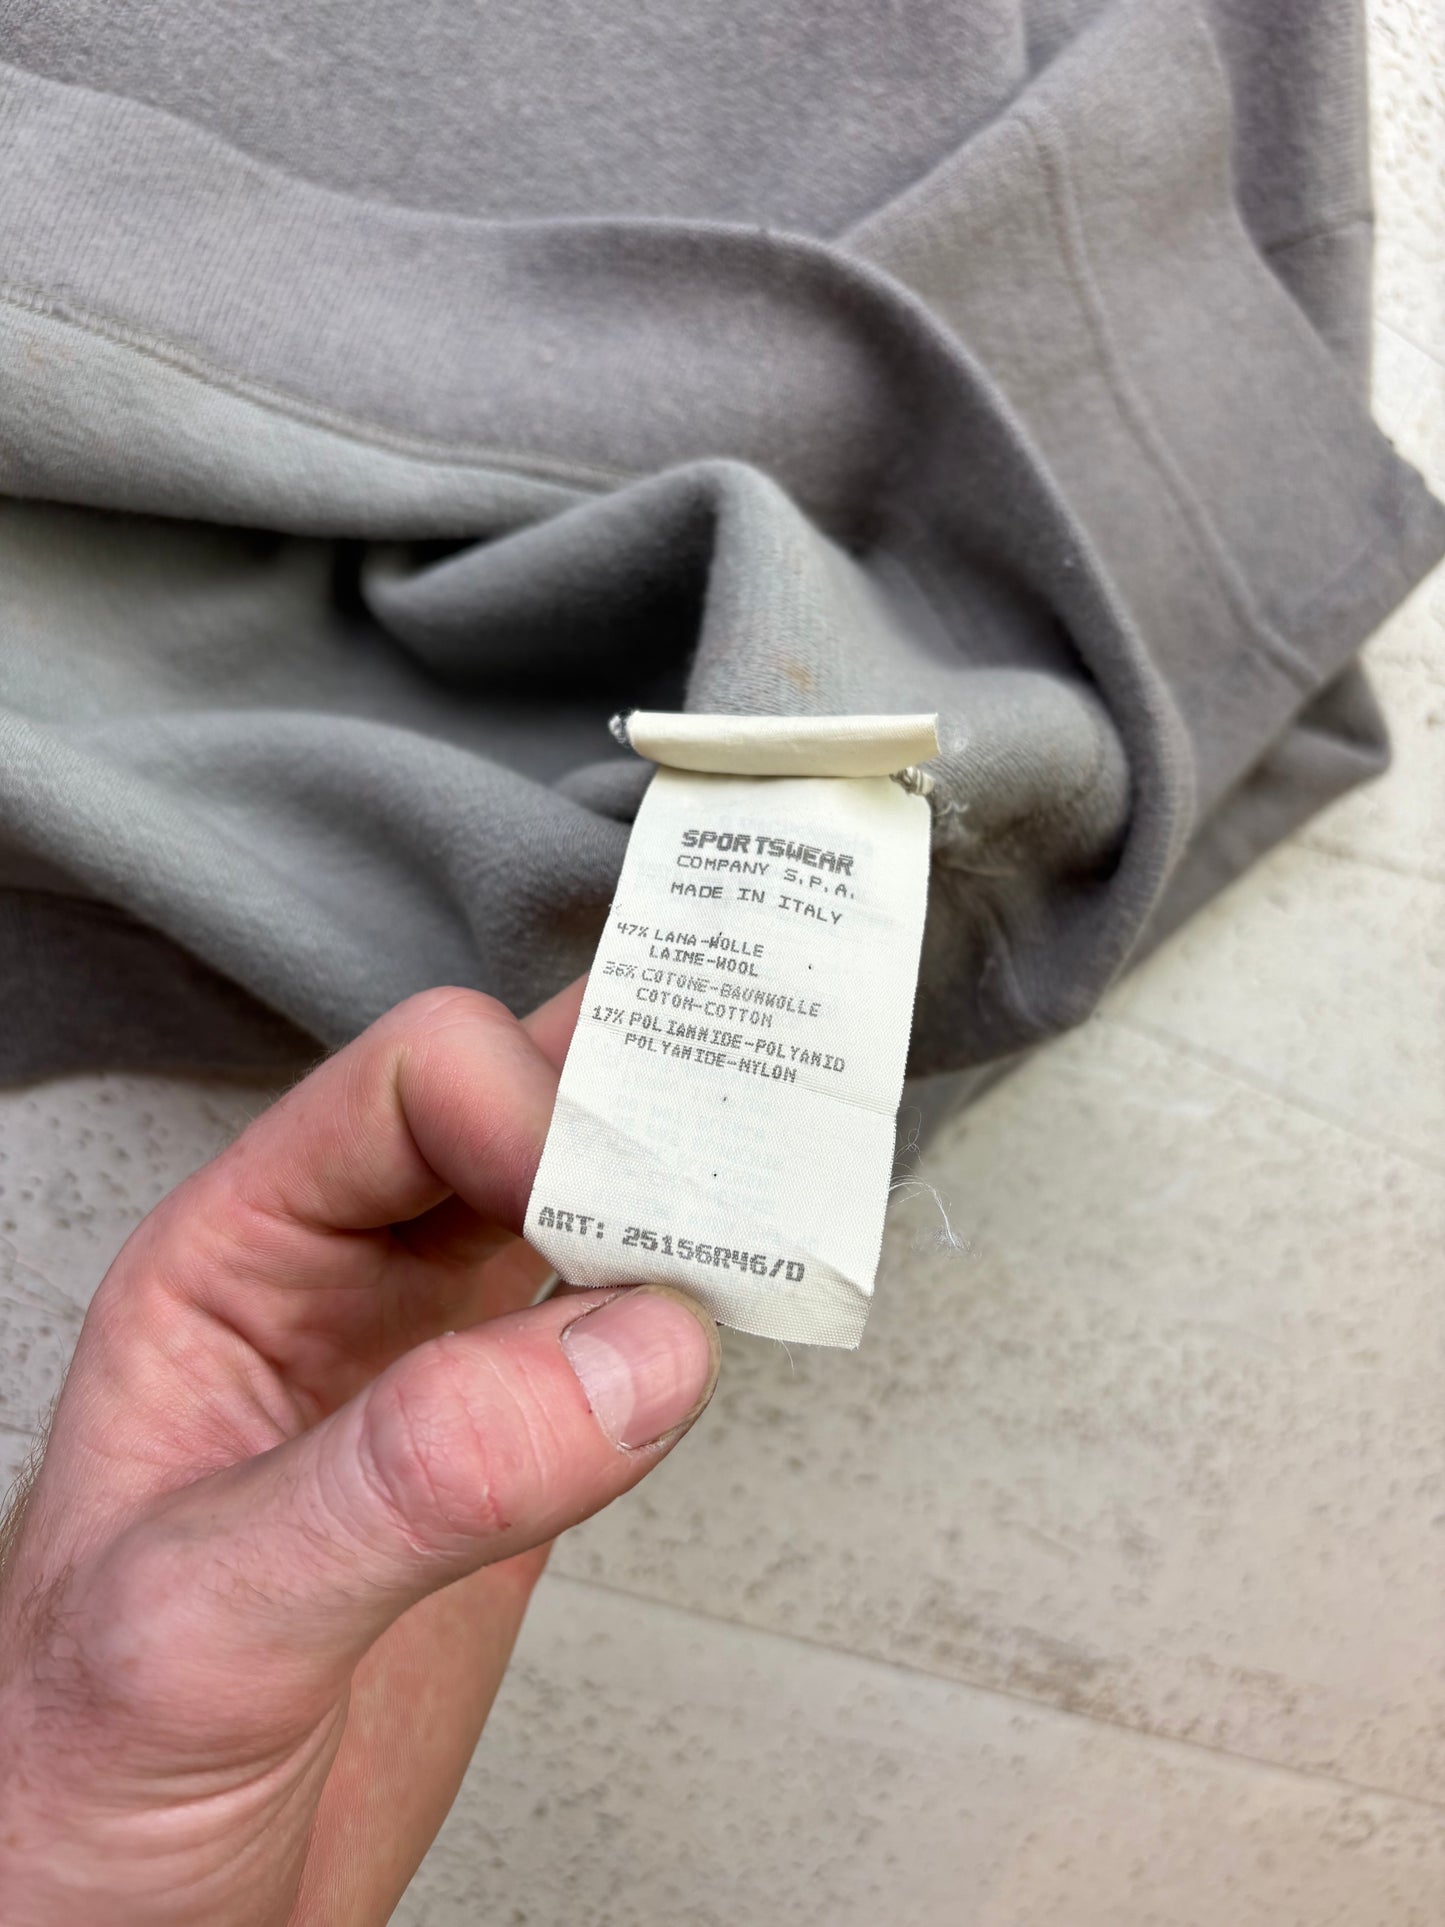 SPORTSWEAR
COMPANY S.P.A.
MADE IN ITALY
47% LANA-WOLLE
LAINE-WOOL
36% COTONE-BAUMWOLLE
COTON-COTTON
17% POLIAMMIDE-POLYAMID
POLYAMIDE-NYLON
ART: 25156R46/D